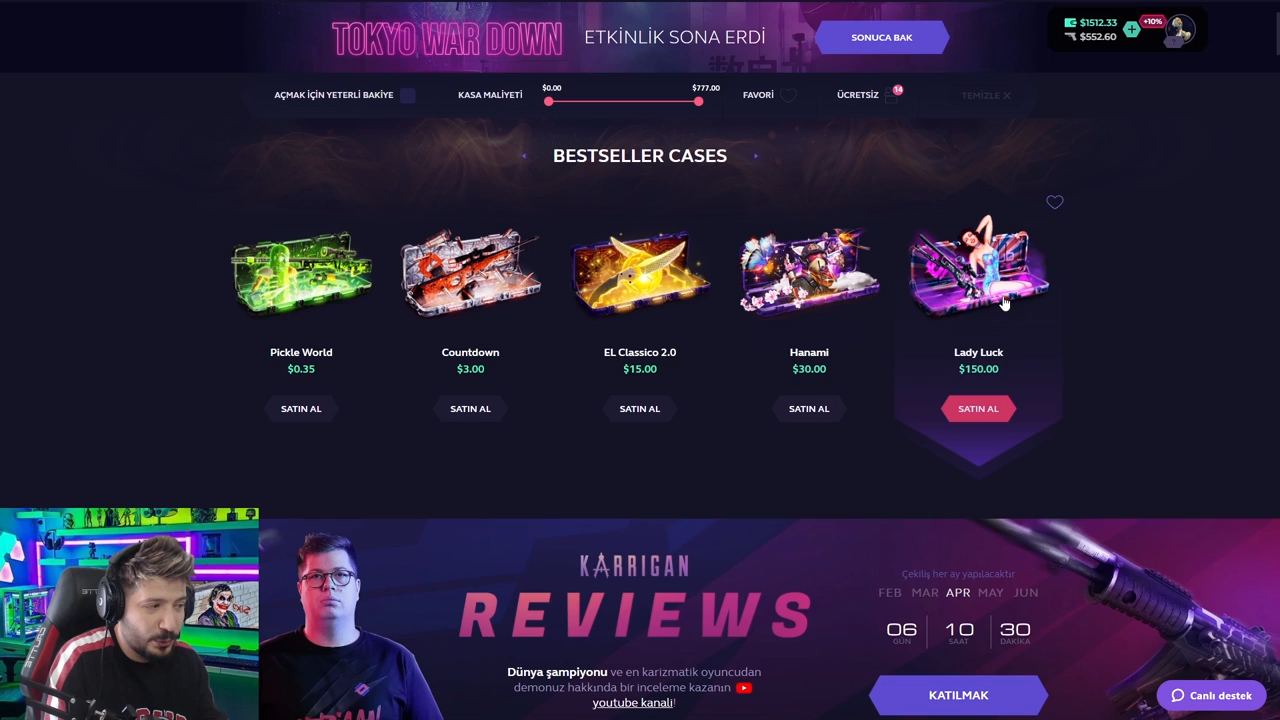 TOKYO WAR DOWN
ETKİNLİK SONA ERDİ
SONUCA BAK
$1512.33
$552.60
+10%
AÇMAK İÇİN YETERLİ BAKİYE
KASA MALİYETİ
$0.00
$777.00
FAVORİ
ÜCRETSİZ
14
TEMİZLE
BESTSELLER CASES
Pickle World
Countdown
EL Classico 2.0
Hanami
Lady Luck
$0.35
$3.00
$15.00
$30.00
$150.00
SATIN AL
SATIN AL
SATIN AL
SATIN AL
SATIN AL
KARRIGAN
REVIEWS
Dünya şampiyonu ve en karizmatik oyuncudan
demonuz hakkında bir inceleme kazanın
youtube kanali!
Çekiliş her ay yapılacaktır
FEB MAR APR MAY JUN
06 10 30
GÜN SAAT DAKİKA
KATILMAK
Canlı destek